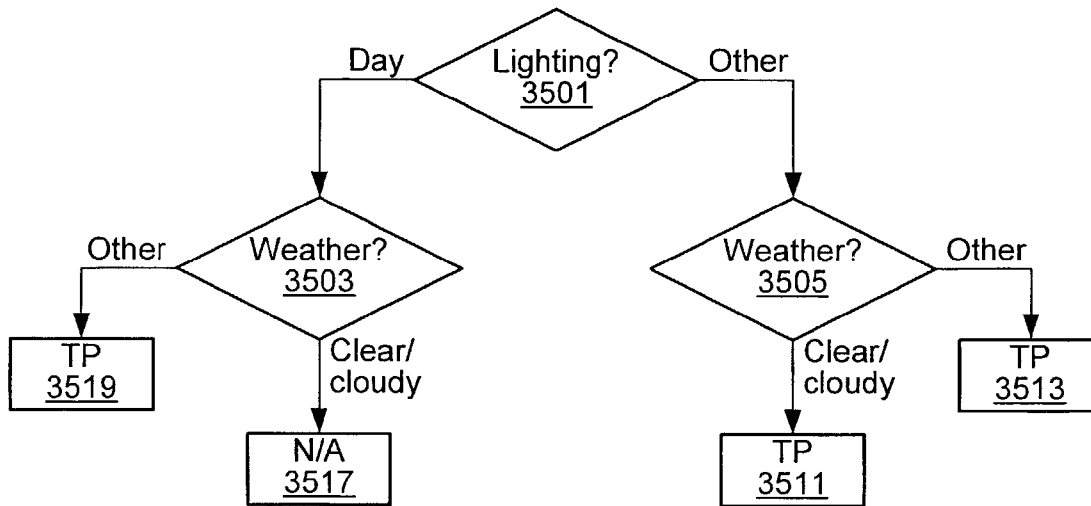 Lighting?
3501
Day
Other
Weather?
3503
Other
Clear/
cloudy
TP
3519
N/A
3517
Weather?
3505
Other
Clear/
cloudy
TP
3511
TP
3513